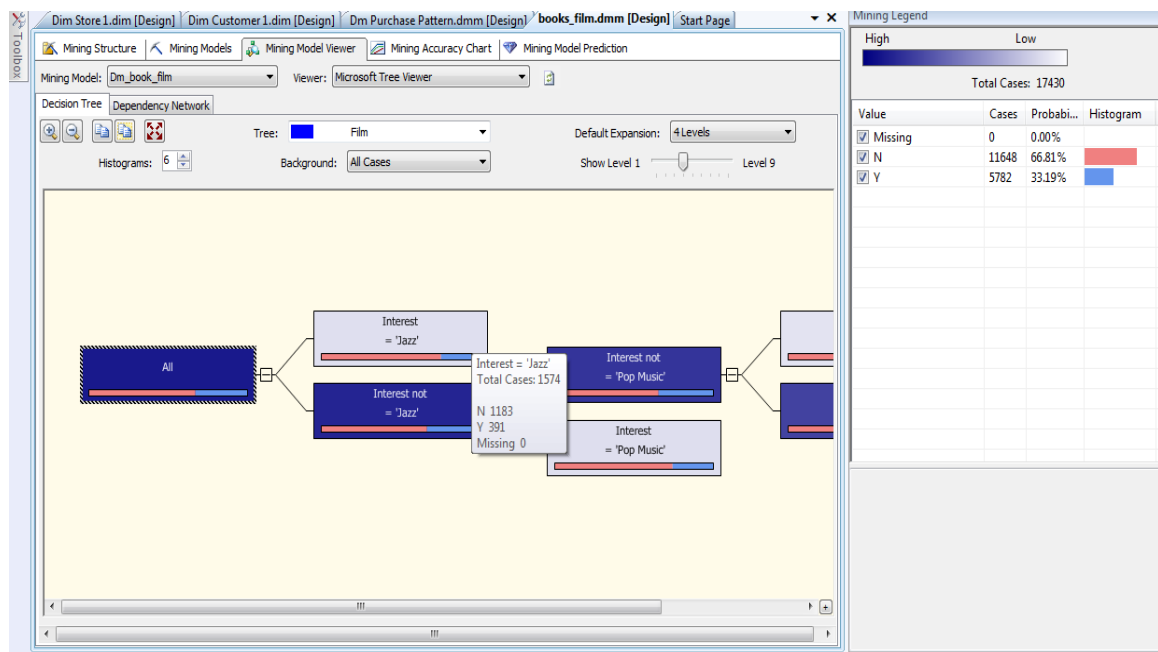 Dim Store 1.dim [Design] Dim Customer 1.dim [Design] Dm Purchase Pattern.dmm [Design] books_film.dmm [Design] Start Page
Toolbox
Mining Structure Mining Models Mining Model Viewer Mining Accuracy Chart Mining Model Prediction
Mining Model: Dm_book_film Viewer: Microsoft Tree Viewer
Decision Tree Dependency Network
Tree: Film Default Expansion: 4 Levels
Histograms: 6 Background: All Cases Show Level 1 Level 9
All
Interest
= 'Jazz'
Interest not
= 'Jazz'
Interest = 'Jazz'
Total Cases: 1574
N 1183
Y 391
Missing 0
Interest not
= 'Pop Music'
Interest
= 'Pop Music'
Mining Legend
High Low
Total Cases: 17430
Value Cases Probabi... Histogram
Missing 0 0.00%
N 11648 66.81%
Y 5782 33.19%